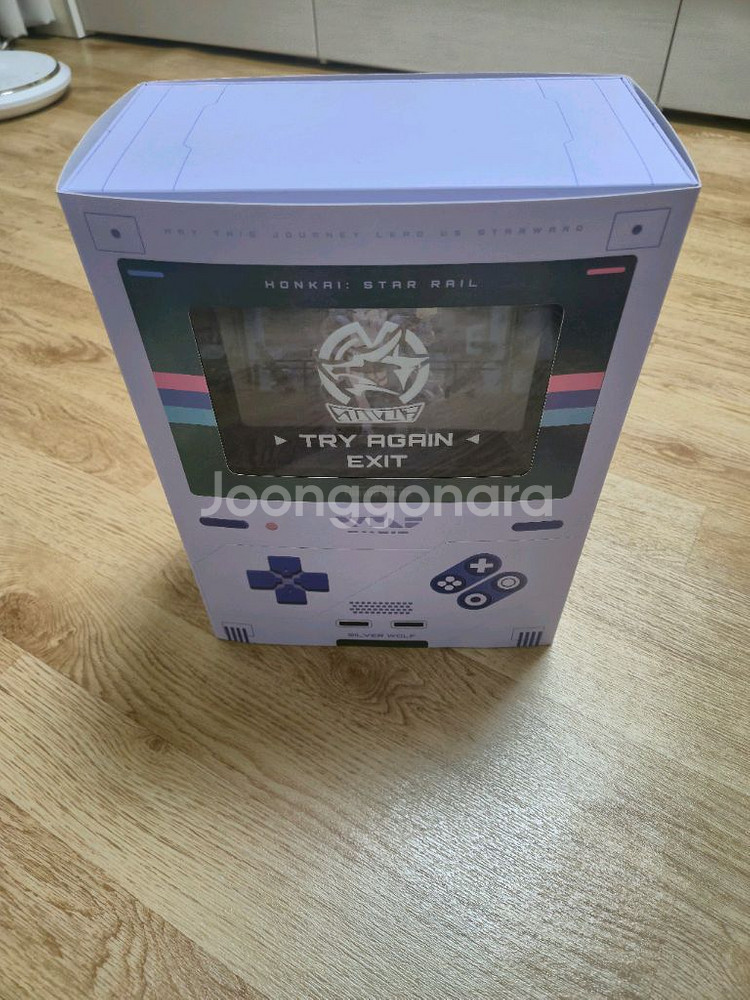 MAY THIS JOURNEY LEAD US STARWARD
HONKAI: STAR RAIL
▶ TRY AGAIN ◀
EXIT
Joonggonara
SILVER WOLF